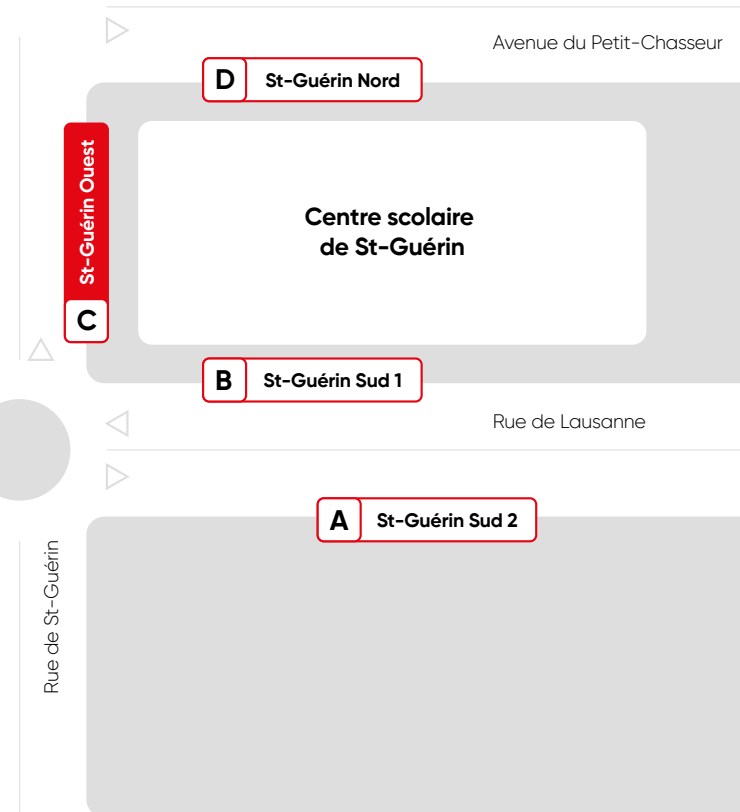 Avenue du Petit-Chasseur
D St-Guérin Nord
St-Guérin Ouest
C
Centre scolaire
de St-Guérin
B St-Guérin Sud 1
Rue de Lausanne
A St-Guérin Sud 2
Rue de St-Guérin